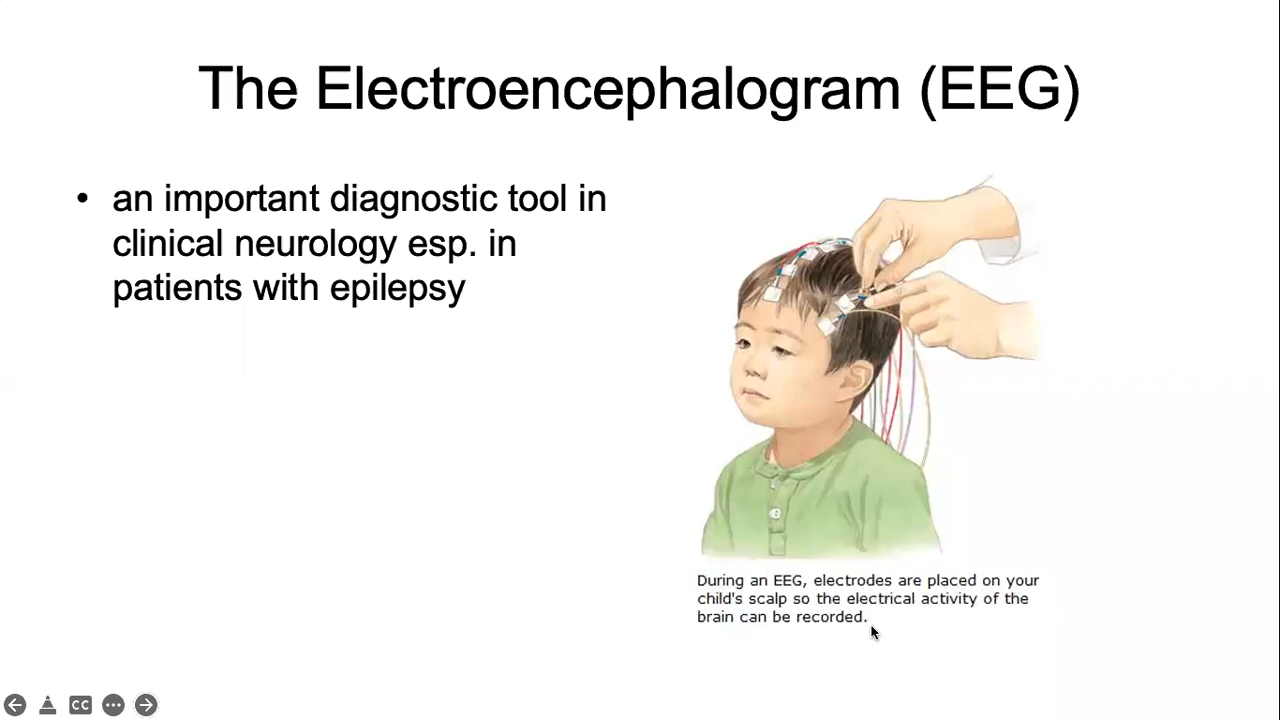 The Electroencephalogram (EEG)
• an important diagnostic tool in
clinical neurology esp. in
patients with epilepsy
During an EEG, electrodes are placed on your
child's scalp so the electrical activity of the
brain can be recorded.
CC